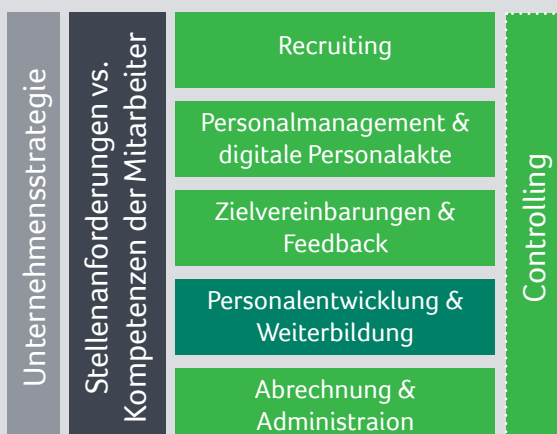 Unternehmensstrategie
Stellenanforderungen vs.
Kompetenzen der Mitarbeiter
Recruiting
Personalmanagement &
digitale Personalakte
Zielvereinbarungen &
Feedback
Personalentwicklung &
Weiterbildung
Abrechnung &
Administraion
Controlling